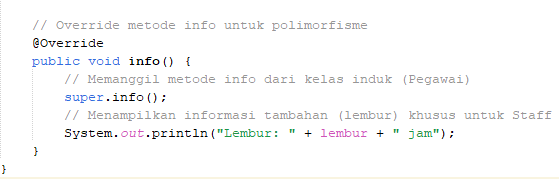 // Override metode info untuk polimorfisme
@Override
public void info() {
// Memanggil metode info dari kelas induk (Pegawai)
super.info();
// Menampilkan informasi tambahan (lembur) khusus untuk Staff
System.out.println("Lembur: " + lembur + " jam");
}
}